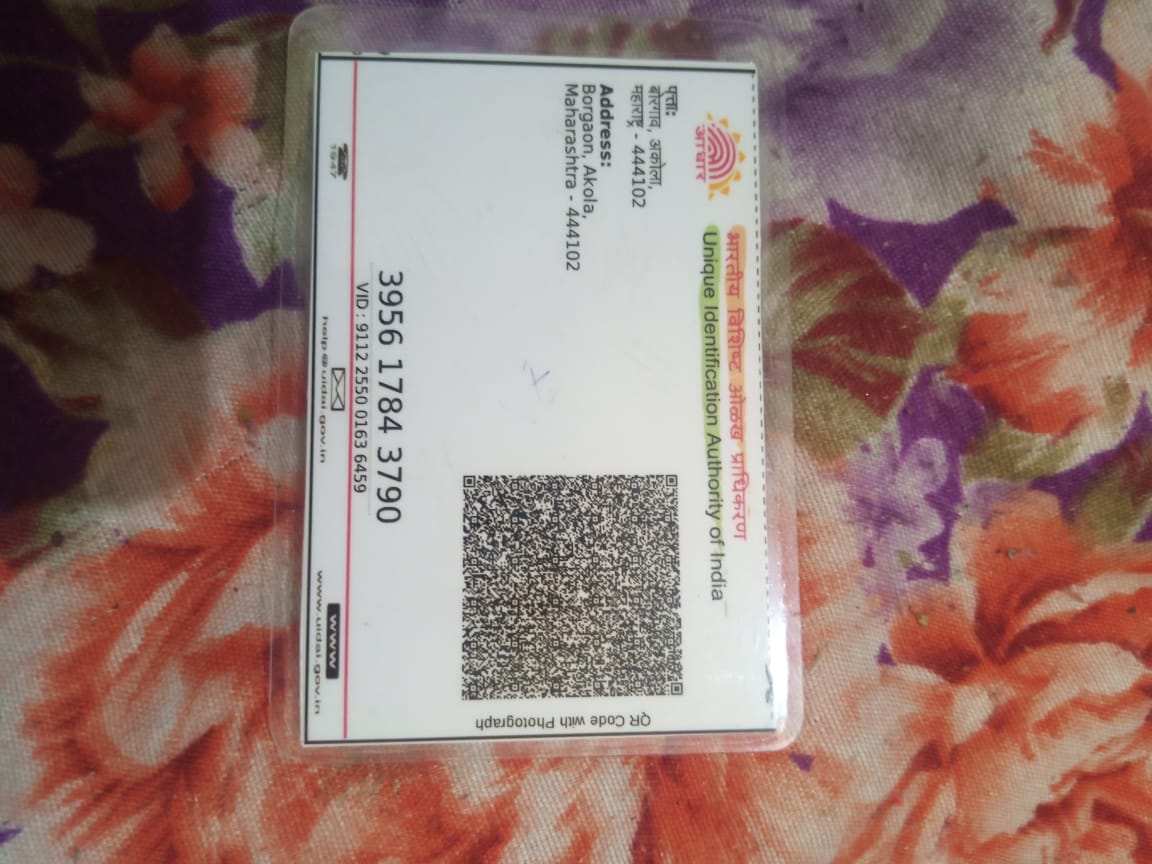 आधार
भारतीय विशिष्ट ओळख प्राधिकरण
Unique Identification Authority of India
पत्ता:
बोरगाव, अकोला,
महाराष्ट्र - 444102
Address:
Borgaon, Akola,
Maharashtra - 444102
QR Code with Photograph
3956 1784 3790
VID : 9112 2550 0163 6459
1947
help@uidai.gov.in
www
www.uidai.gov.in